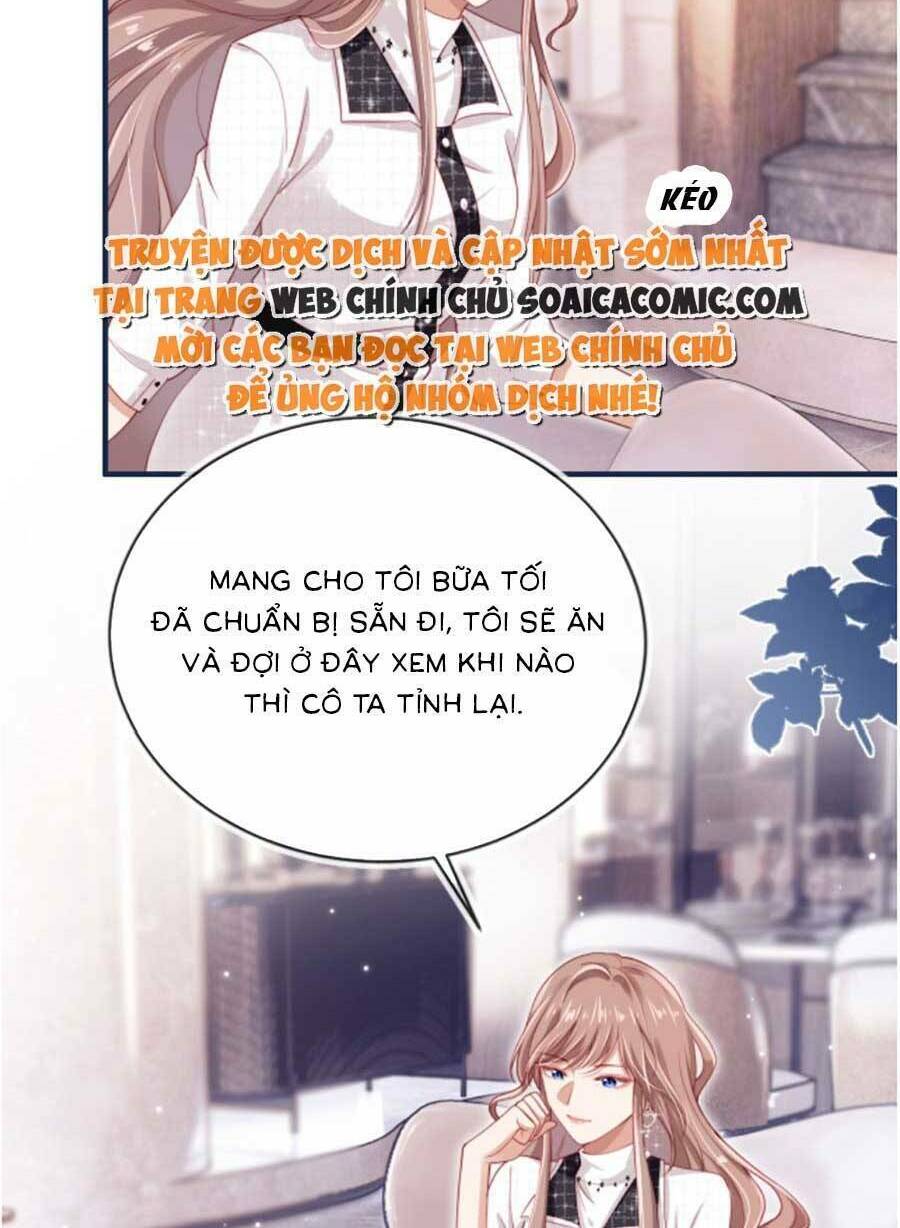 KÉO
TRUYỆN ĐƯỢC DỊCH VÀ CẬP NHẬT SỚM NHẤT
TẠI TRANG WEB CHÍNH CHỦ SOAICACOMIC.COM
MỜI CÁC BẠN ĐỌC TẠI WEB CHÍNH CHỦ
ĐỂ ỦNG HỘ NHÓM DỊCH NHÉ!
MANG CHO TÔI BỮA TỐI
ĐÃ CHUẨN BỊ SẴN ĐI, TÔI SẼ ĂN
VÀ ĐỢI Ở ĐÂY XEM KHI NÀO
THÌ CÔ TA TỈNH LẠI.